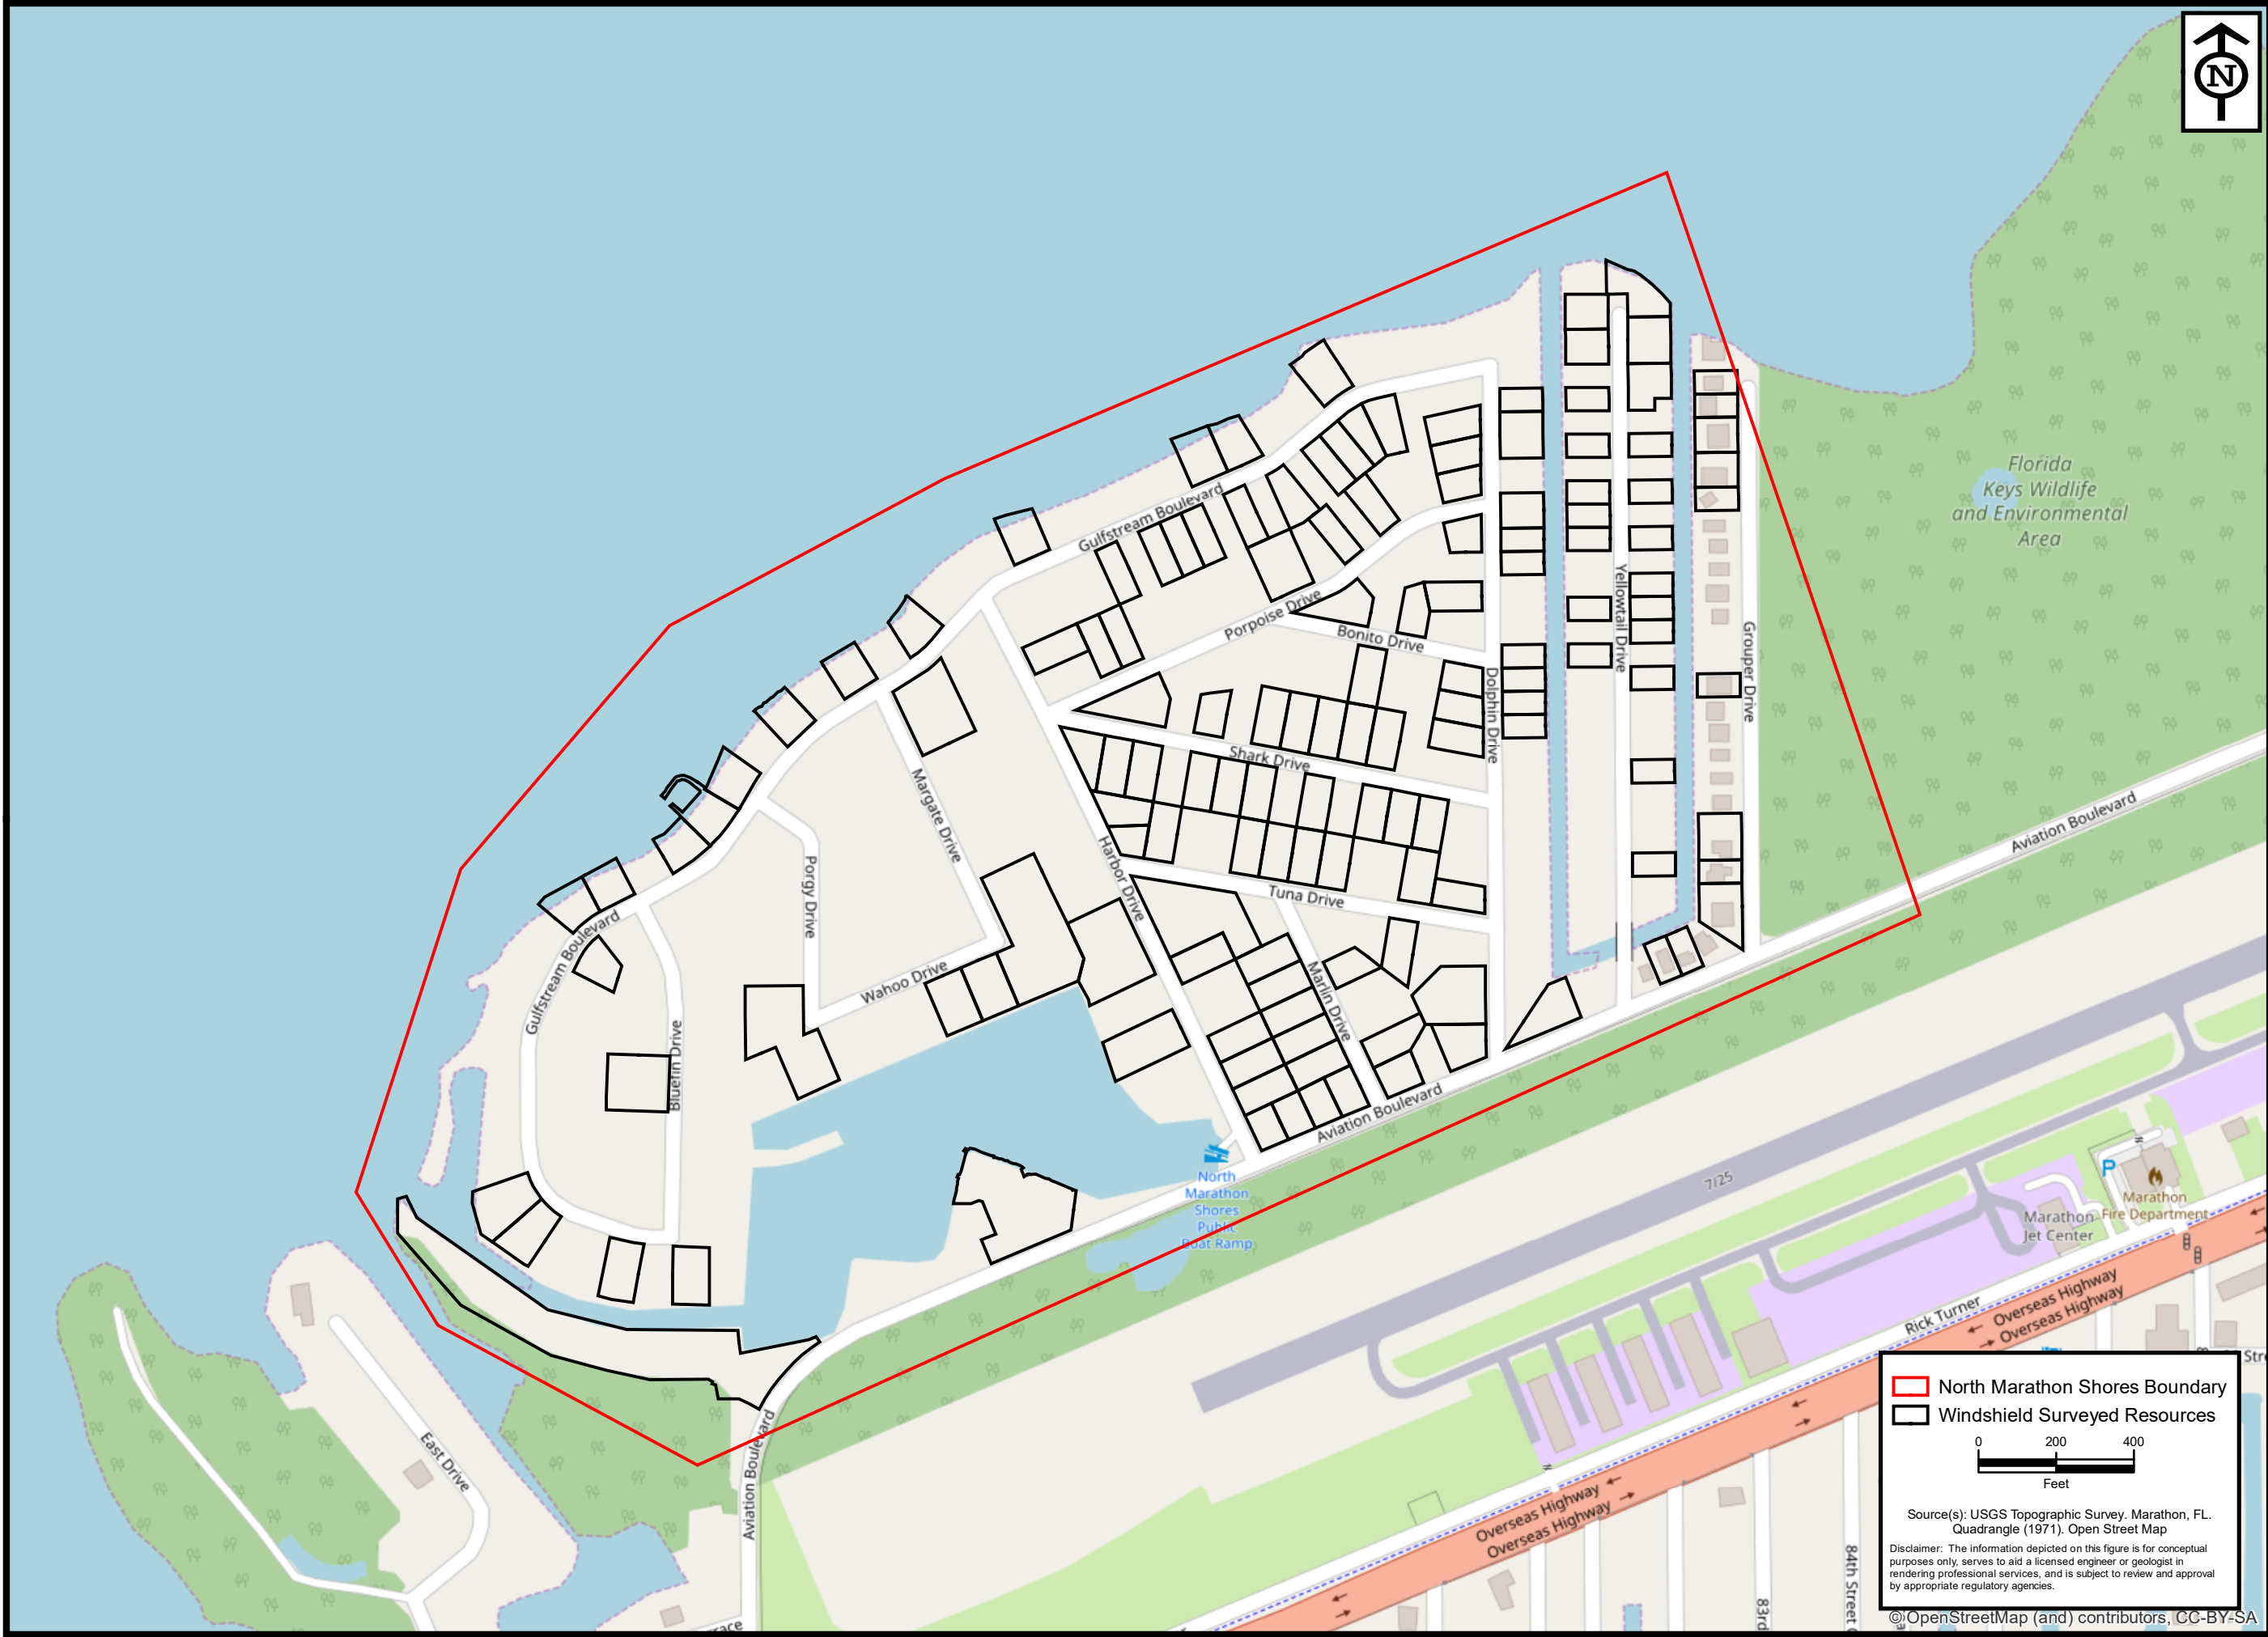 N
Florida
Keys Wildlife
and Environmental
Area
Gulfstream Boulevard
Porpoise Drive
Bonito Drive
Yellowtail Drive
Grouper Drive
Dolphin Drive
Shark Drive
Margate Drive
Harbor Drive
Porgy Drive
Tuna Drive
Aviation Boulevard
Gulfstream Boulevard
Wahoo Drive
Marlin Drive
Bluefin Drive
Aviation Boulevard
North
Marathon
Shores
Public
Boat Ramp
7/25
P
Marathon
Fire Department
Marathon
Jet Center
Rick Turner
Overseas Highway
Overseas Highway
East Drive
Aviation Boulevard
Overseas Highway
Overseas Highway
83rd
84th Street
North Marathon Shores Boundary
Windshield Surveyed Resources
0 200 400
Feet
Source(s): USGS Topographic Survey. Marathon, FL.
Quadrangle (1971). Open Street Map
Disclaimer: The information depicted on this figure is for conceptual
purposes only, serves to aid a licensed engineer or geologist in
rendering professional services, and is subject to review and approval
by appropriate regulatory agencies.
© OpenStreetMap (and) contributors, CC-BY-SA